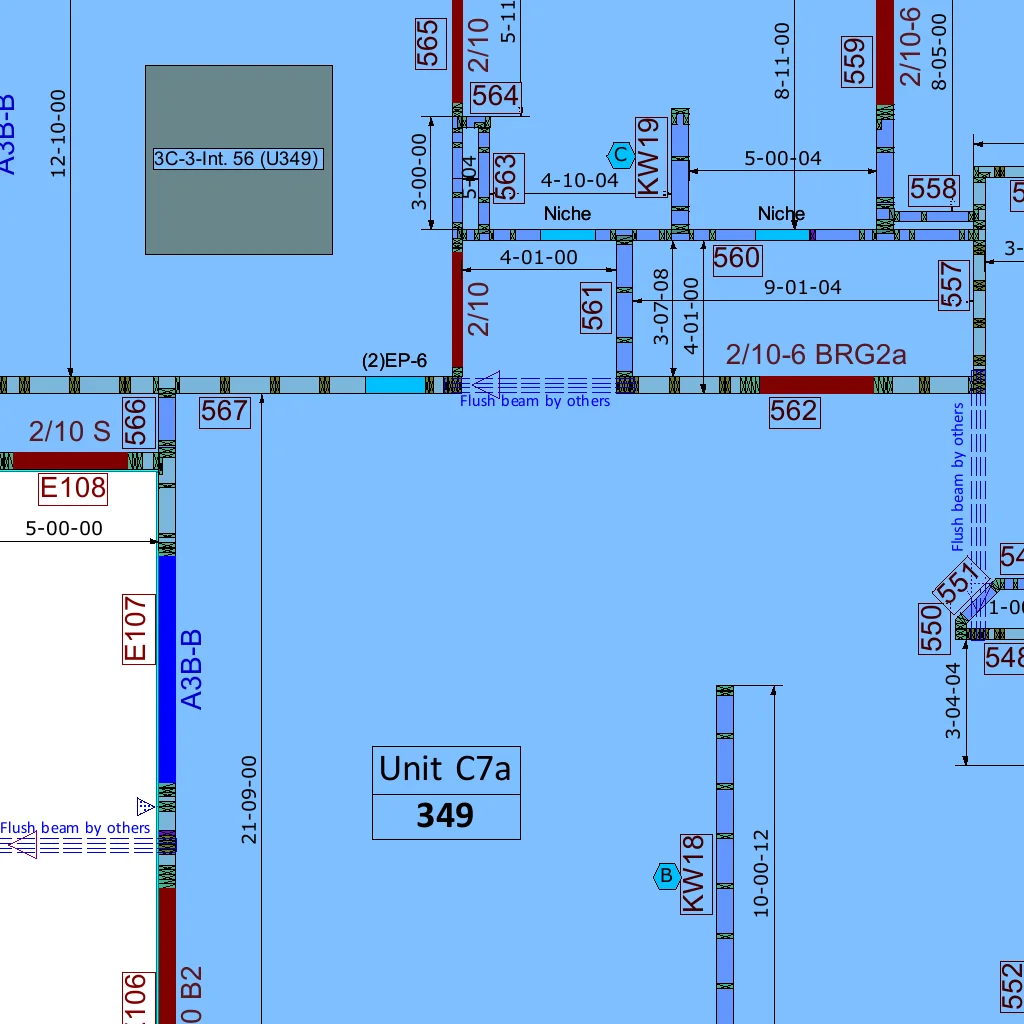 565
2/10
5-11
8-11-00
559
2/10-6
8-05-00
A3B-B
12-10-00
564
3C-3-Int. 56 (U349)
3-00-00
5-04
563
4-10-04
C
KW19
5-00-04
558
Niche
Niche
4-01-00
560
557
2/10
561
3-07-08
4-01-00
9-01-04
(2)EP-6
2/10-6 BRG2a
Flush beam by others
566
567
562
2/10 S
E108
Flush beam by others
5-00-00
551
1-0
E107
A3B-B
550
548
3-04-04
21-09-00
Unit C7a
349
Flush beam by others
B
KW18
10-00-12
552